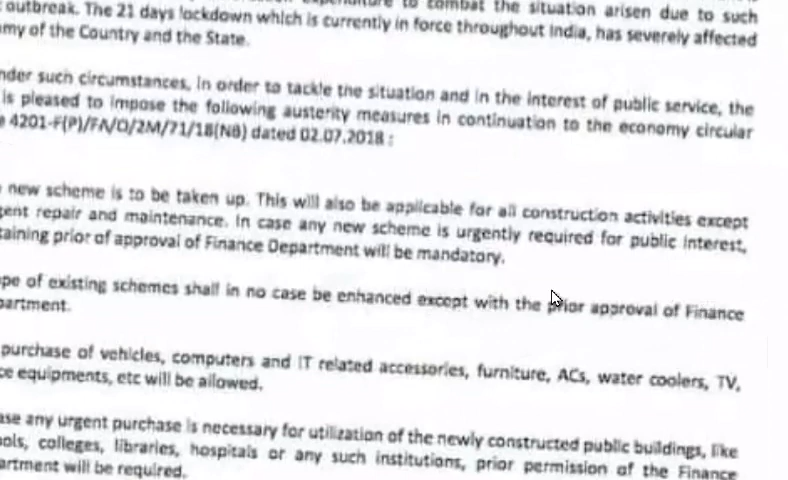 outbreak. The 21 days lockdown which is currently in force throughout India, has severely affected
my of the Country and the State.
nder such circumstances, in order to tackle the situation and in the interest of public service, the
is pleased to impose the following austerity measures in continuation to the economy circular
4201-F(P)/FA/O/2M/71/18(NB) dated 02.07.2018 :
new scheme is to be taken up. This will also be applicable for all construction activities except
gent repair and maintenance. In case any new scheme is urgently required for public interest,
taining prior of approval of Finance Department will be mandatory.
pe of existing schemes shall in no case be enhanced except with the prior approval of Finance
partment.
purchase of vehicles, computers and IT related accessories, furniture, ACs, water coolers, TV,
ce equipments, etc will be allowed.
ase any urgent purchase is necessary for utilization of the newly constructed public buildings, like
ols, colleges, libraries, hospitals or any such institutions, prior permission of the Finance
artment will be required.